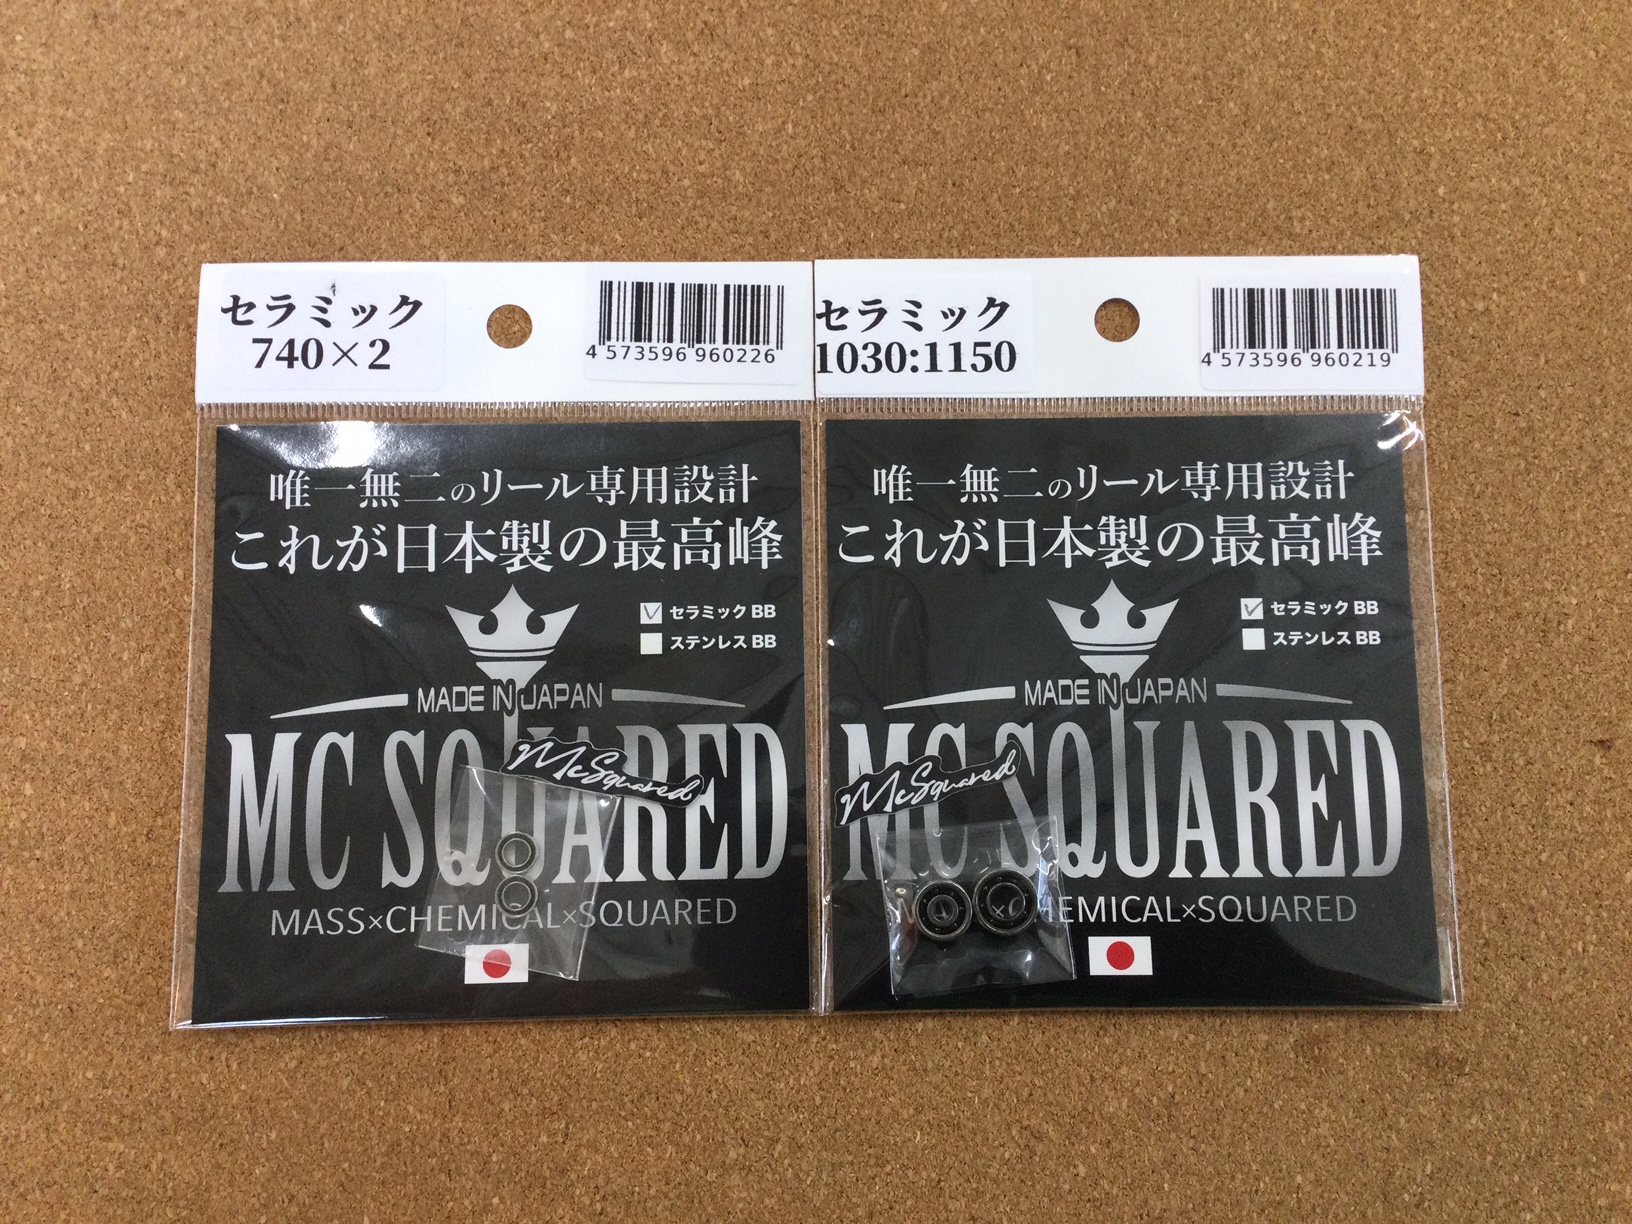 セラミック
740×2
4 573596 960226
唯一無二のリール専用設計
これが日本製の最高峰
セラミックBB
ステンレスBB
MADE IN JAPAN
MC SQUARED
McSquared
MASS×CHEMICAL×SQUARED
セラミック
1030:1150
4 573596 960219
唯一無二のリール専用設計
これが日本製の最高峰
セラミックBB
ステンレスBB
MADE IN JAPAN
MC SQUARED
McSquared
×CHEMICAL×SQUARED